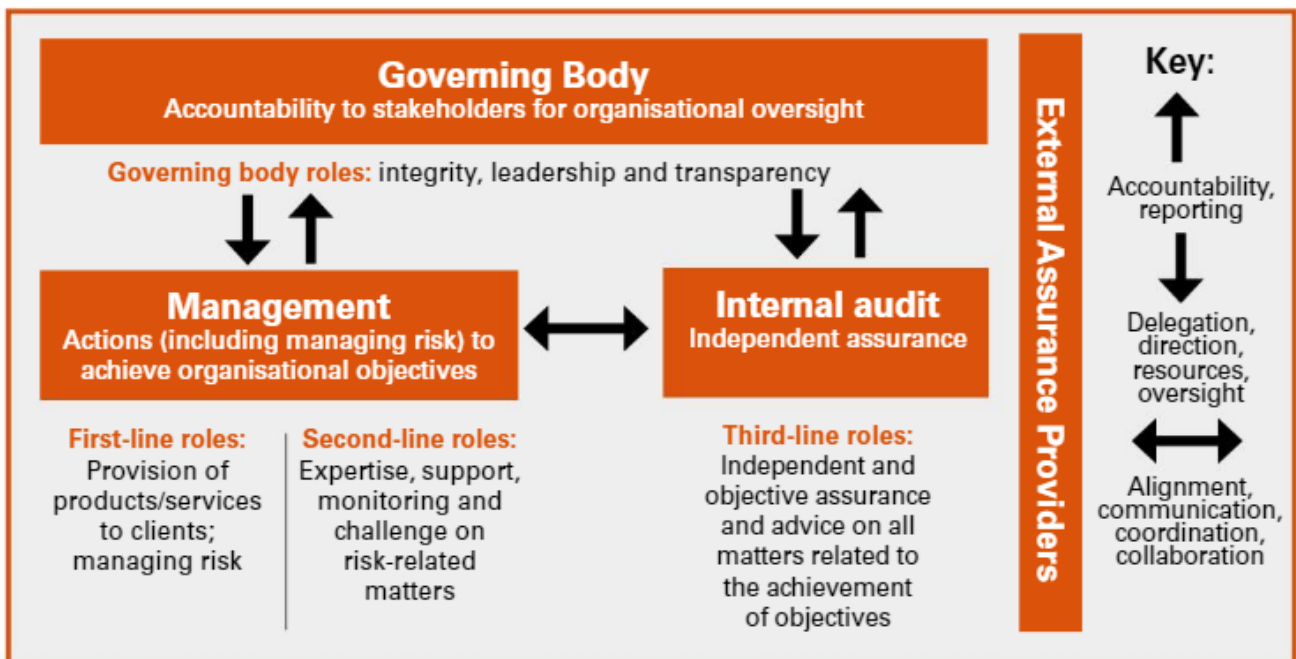 Governing Body
Accountability to stakeholders for organisational oversight
Governing body roles: integrity, leadership and transparency
Management
Actions (including managing risk) to
achieve organisational objectives
Internal audit
Independent assurance
First-line roles:
Provision of
products/services
to clients;
managing risk
Second-line roles:
Expertise, support,
monitoring and
challenge on
risk-related
matters
Third-line roles:
Independent and
objective assurance
and advice on all
matters related to
the achievement
of objectives
External Assurance Providers
Key:
Accountability,
reporting
Delegation,
direction,
resources,
oversight
Alignment,
communication,
coordination,
collaboration